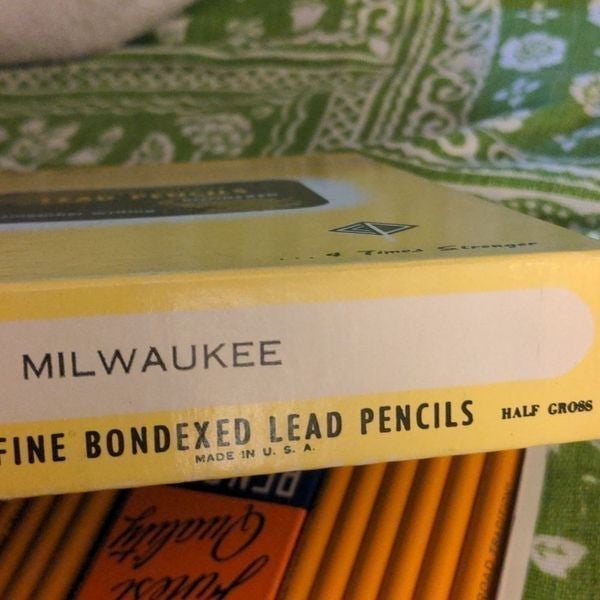 LEAD PENCILS
... 4 Times Stronger
MILWAUKEE
FINE BONDEXED LEAD PENCILS HALF GROSS
MADE IN U. S. A.
Finest
Quality